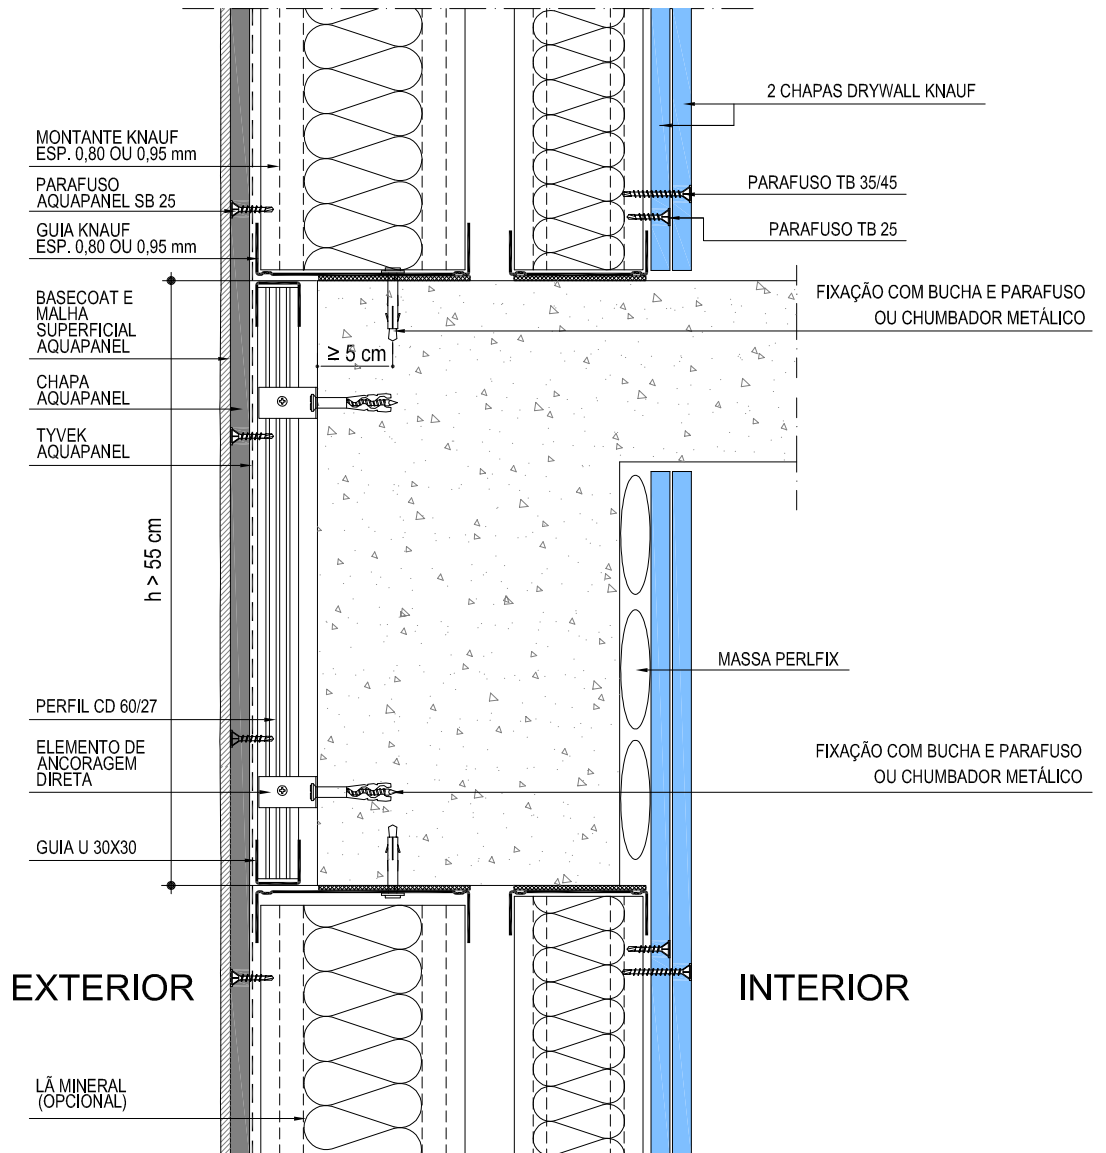 2 CHAPAS DRYWALL KNAUF
MONTANTE KNAUF
ESP. 0,80 OU 0,95 mm
PARAFUSO
AQUAPANEL SB 25
GUIA KNAUF
ESP. 0,80 OU 0,95 mm
PARAFUSO TB 35/45
PARAFUSO TB 25
BASECOAT E
MALHA
SUPERFICIAL
AQUAPANEL
FIXAÇÃO COM BUCHA E PARAFUSO
OU CHUMBADOR METÁLICO
≥ 5 cm
CHAPA
AQUAPANEL
TYVEK
AQUAPANEL
h > 55 cm
MASSA PERLFIX
PERFIL CD 60/27
ELEMENTO DE
ANCORAGEM
DIRETA
FIXAÇÃO COM BUCHA E PARAFUSO
OU CHUMBADOR METÁLICO
GUIA U 30X30
EXTERIOR
INTERIOR
LÃ MINERAL
(OPCIONAL)